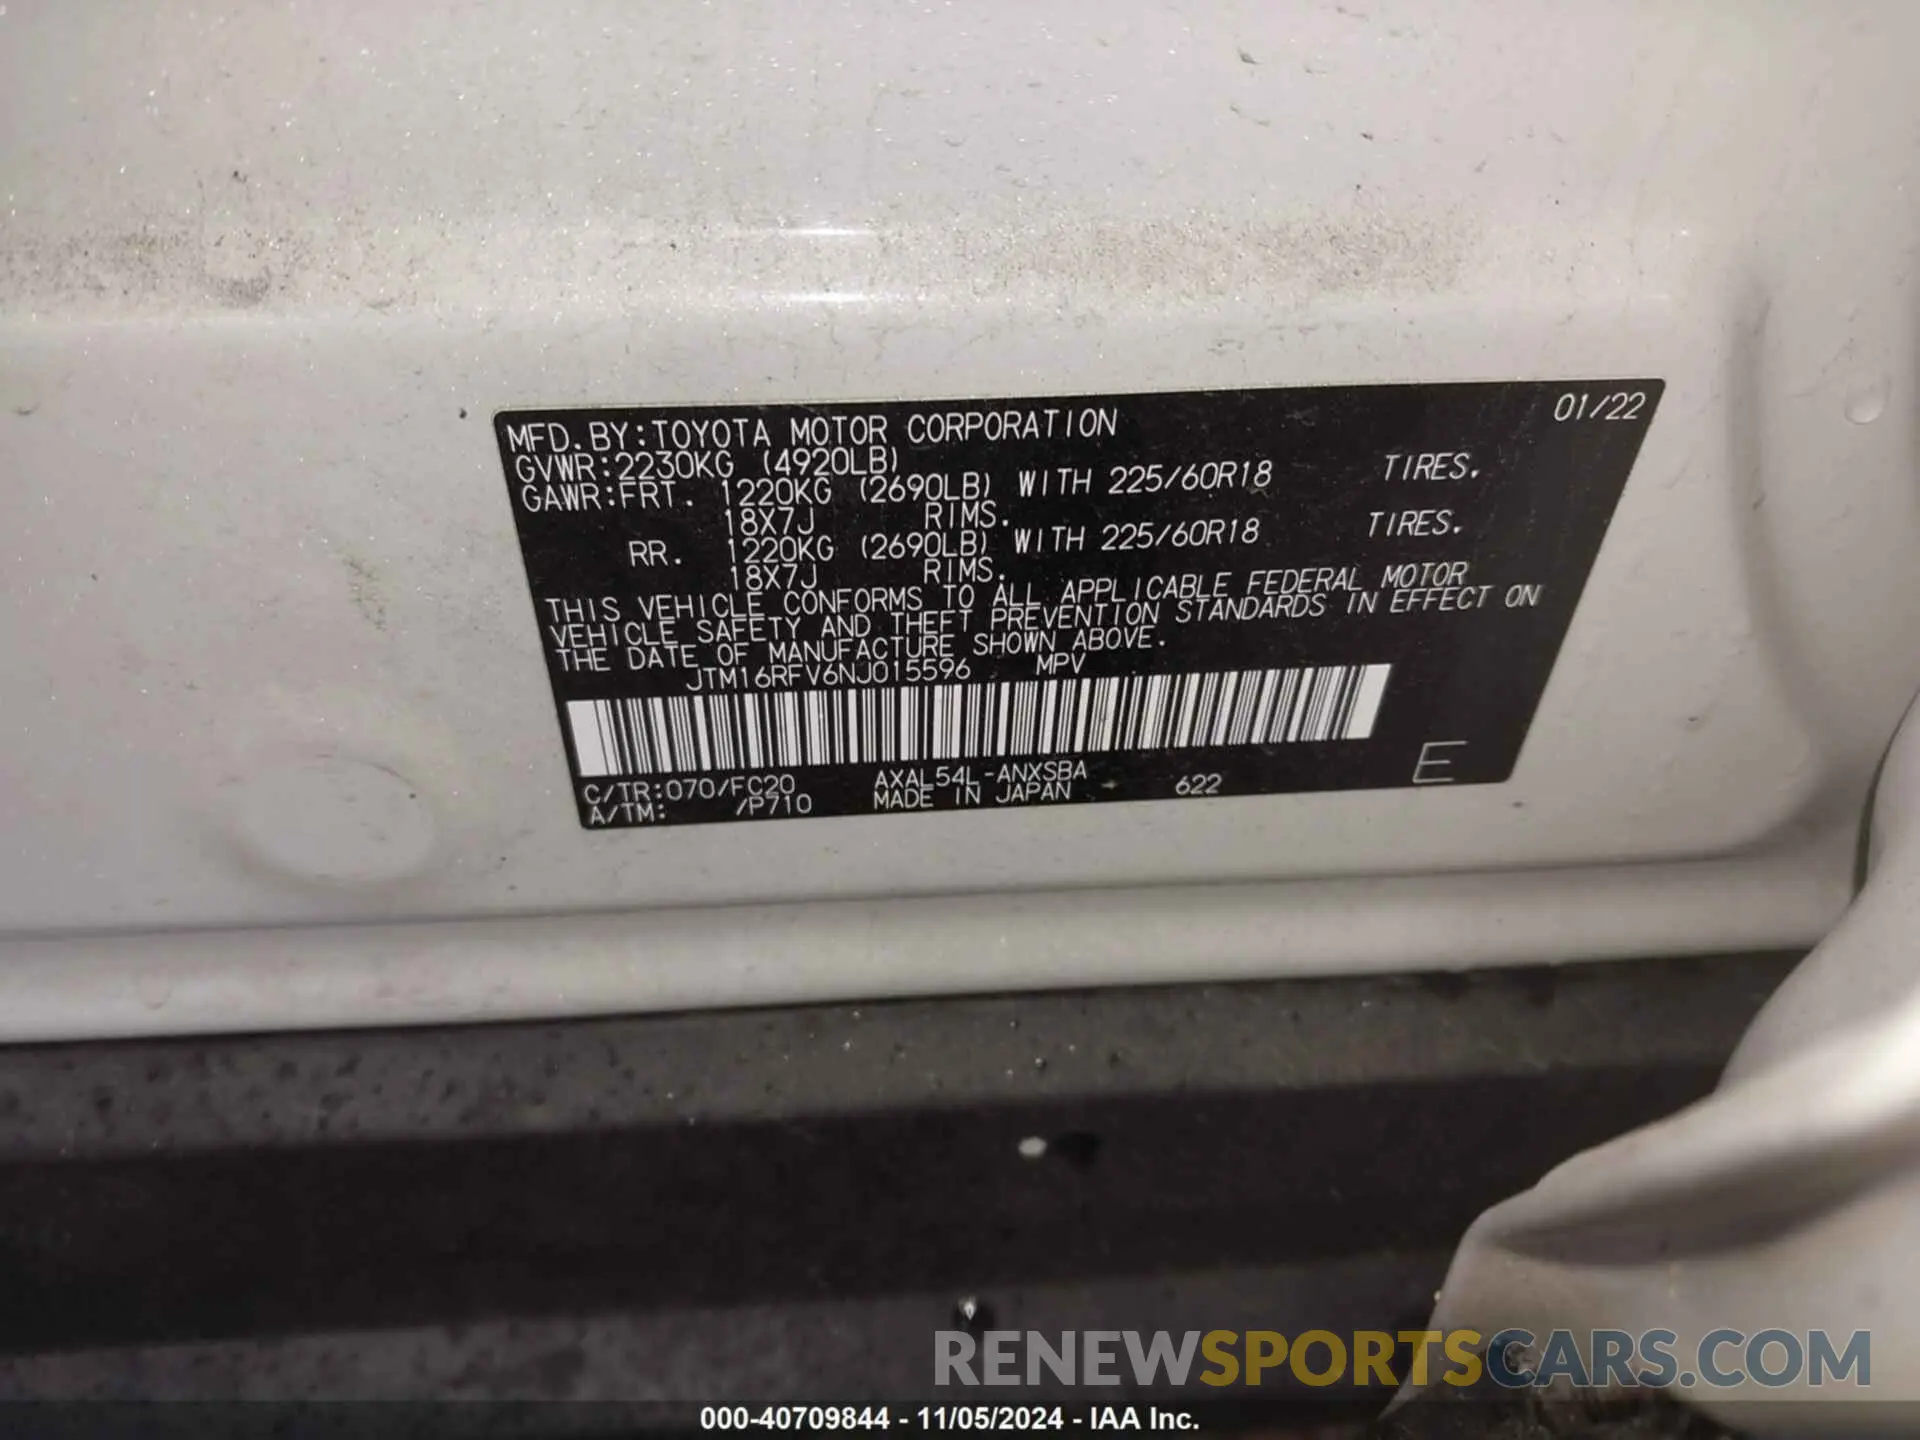 MFD.BY:TOYOTA MOTOR CORPORATION 01/22
GVWR:2230KG (4920LB)
GAWR:FRT. 1220KG (2690LB) WITH 225/60R18 TIRES.
18X7J RIMS.
RR. 1220KG (2690LB) WITH 225/60R18 TIRES.
18X7J RIMS.
THIS VEHICLE CONFORMS TO ALL APPLICABLE FEDERAL MOTOR
VEHICLE SAFETY AND THEFT PREVENTION STANDARDS IN EFFECT ON
THE DATE OF MANUFACTURE SHOWN ABOVE.
JTM16RFV6NJ015596 MPV
C/TR:070/FC20 AXAL54L-ANXSBA
A/TM: /P710 MADE IN JAPAN 622 E
RENEWSPORTSCARS.COM
000-40709844 - 11/05/2024 - IAA Inc.